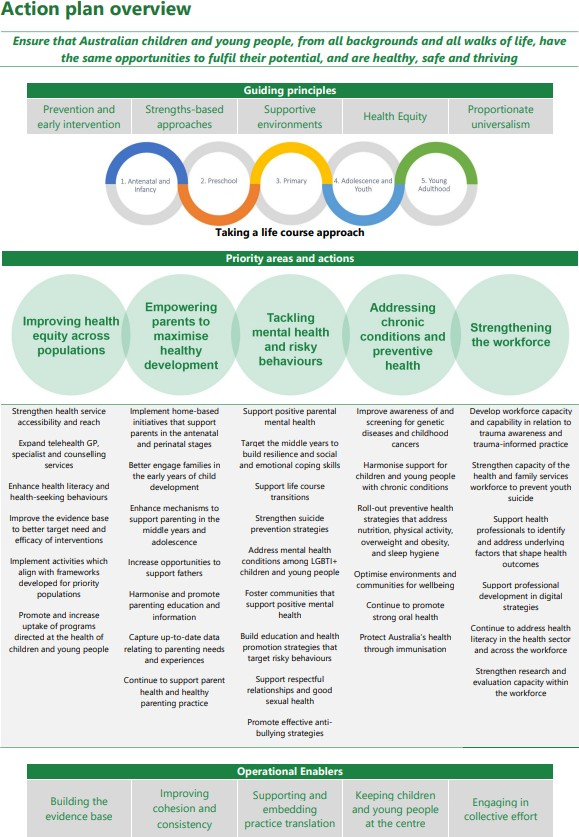 Action plan overview
Ensure that Australian children and young people, from all backgrounds and all walks of life, have
the same opportunities to fulfil their potential, and are healthy, safe and thriving
Guiding principles
Prevention and
early intervention
Strengths-based
approaches
Supportive
environments
Health Equity
Proportionate
universalism
1. Antenatal and
Infancy
2. Preschool
3. Primary
4. Adolescence and
Youth
5. Young
Adulthood
Taking a life course approach
Priority areas and actions
Improving health
equity across
populations
Empowering
parents to
maximise
healthy
development
Tackling
mental health
and risky
behaviours
Addressing
chronic
conditions and
preventive
health
Strengthening
the workforce
Strengthen health service
accessibility and reach
Expand telehealth GP,
specialist and counselling
services
Enhance health literacy and
health-seeking behaviours
Improve the evidence base
to better target need and
efficacy of interventions
Implement activities which
align with frameworks
developed for priority
populations
Promote and increase
uptake of programs
directed at the health of
children and young people
Implement home-based
initiatives that support
parents in the antenatal
and perinatal stages
Better engage families in
the early years of child
development
Enhance mechanisms to
support parenting in the
middle years and
adolescence
Increase opportunities to
support fathers
Harmonise and promote
parenting education and
information
Capture up-to-date data
relating to parenting needs
and experiences
Continue to support parent
health and healthy
parenting practice
Support positive parental
mental health
Target the middle years to
build resilience and social
and emotional coping skills
Support life course
transitions
Strengthen suicide
prevention strategies
Address mental health
conditions among LGBTI+
children and young people
Foster communities that
support positive mental
health
Build education and health
promotion strategies that
target risky behaviours
Support respectful
relationships and good
sexual health
Promote effective anti-
bullying strategies
Improve awareness of and
screening for genetic
diseases and childhood
cancers
Harmonise support for
children and young people
with chronic conditions
Roll-out preventive health
strategies that address
nutrition, physical activity,
overweight and obesity,
and sleep hygiene
Optimise environments and
communities for wellbeing
Continue to promote
strong oral health
Protect Australia's health
through immunisation
Develop workforce capacity
and capability in relation to
trauma awareness and
trauma-informed practice
Strengthen capacity of the
health and family services
workforce to prevent youth
suicide
Support health
professionals to identify
and address underlying
factors that shape health
outcomes
Support professional
development in digital
strategies
Continue to address health
literacy in the health sector
and across the workforce
Strengthen research and
evaluation capacity within
the workforce
Operational Enablers
Building the
evidence base
Improving
cohesion and
consistency
Supporting and
embedding
practice translation
Keeping children
and young people
at the centre
Engaging in
collective effort